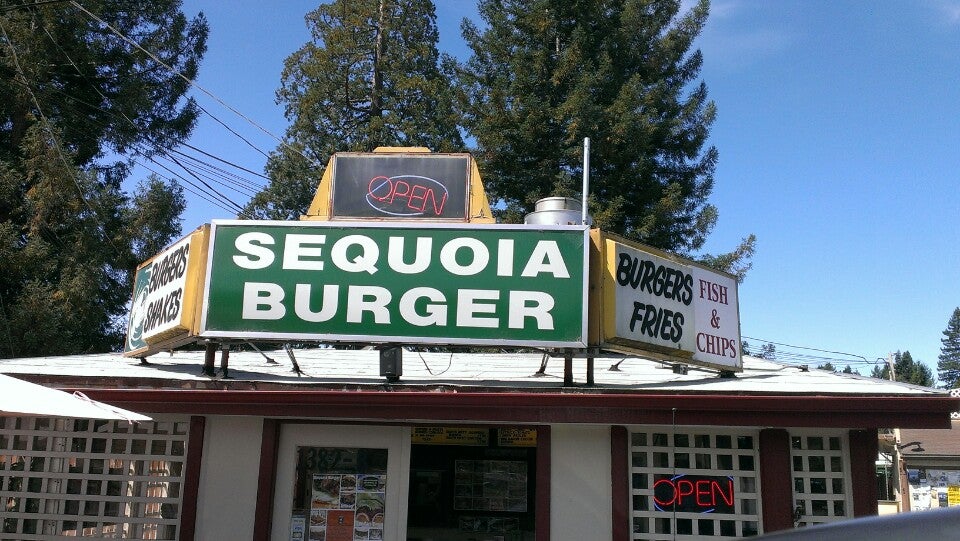 OPEN
SEQUOIA
BURGER
BURGERS
SHAKES
BURGERS
FRIES
FISH
&
CHIPS
OPEN